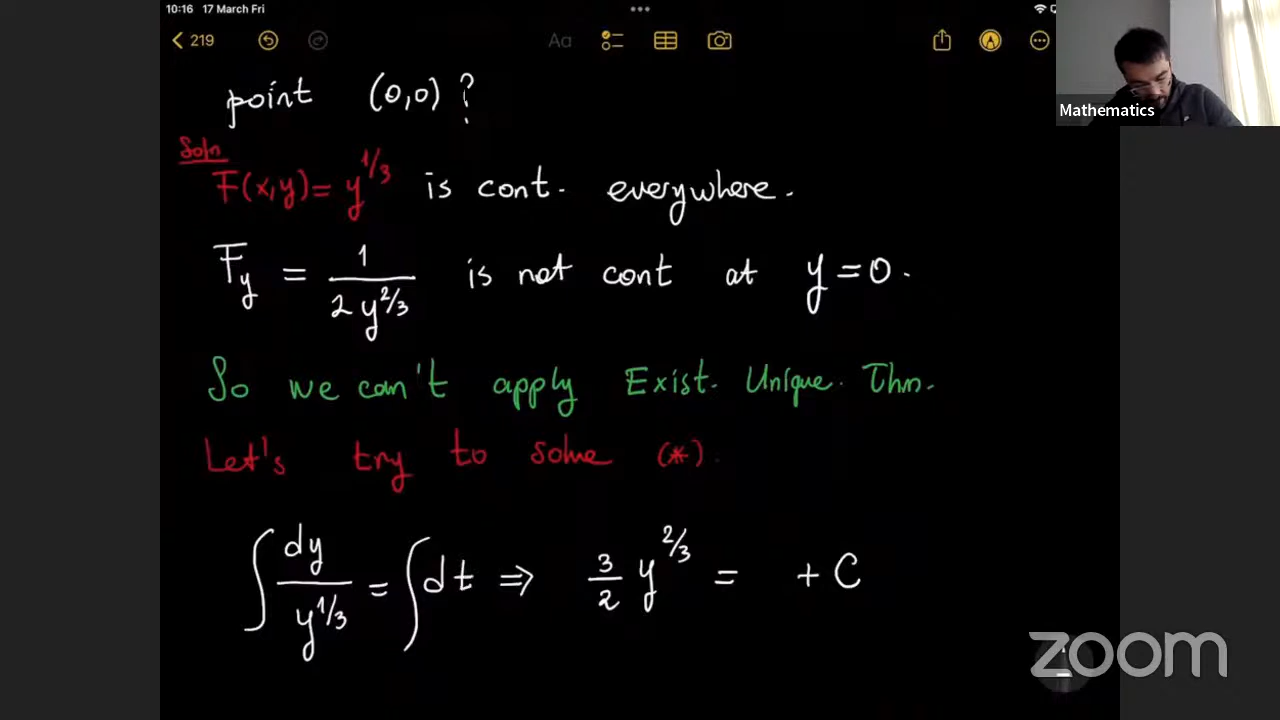 10:16 17 March Fri
219
Aa
Mathematics
point (0,0) ?
Soln
F(x,y) = y^{1/3} is cont. everywhere.
F_y = 1 / 2 y^{2/3} is not cont at y = 0.
So we can't apply Exist. Unique. Thm.
Let's try to solve (*).
∫ dy / y^{1/3} = ∫ dt ⇒ 3/2 y^{2/3} = + C
zoom